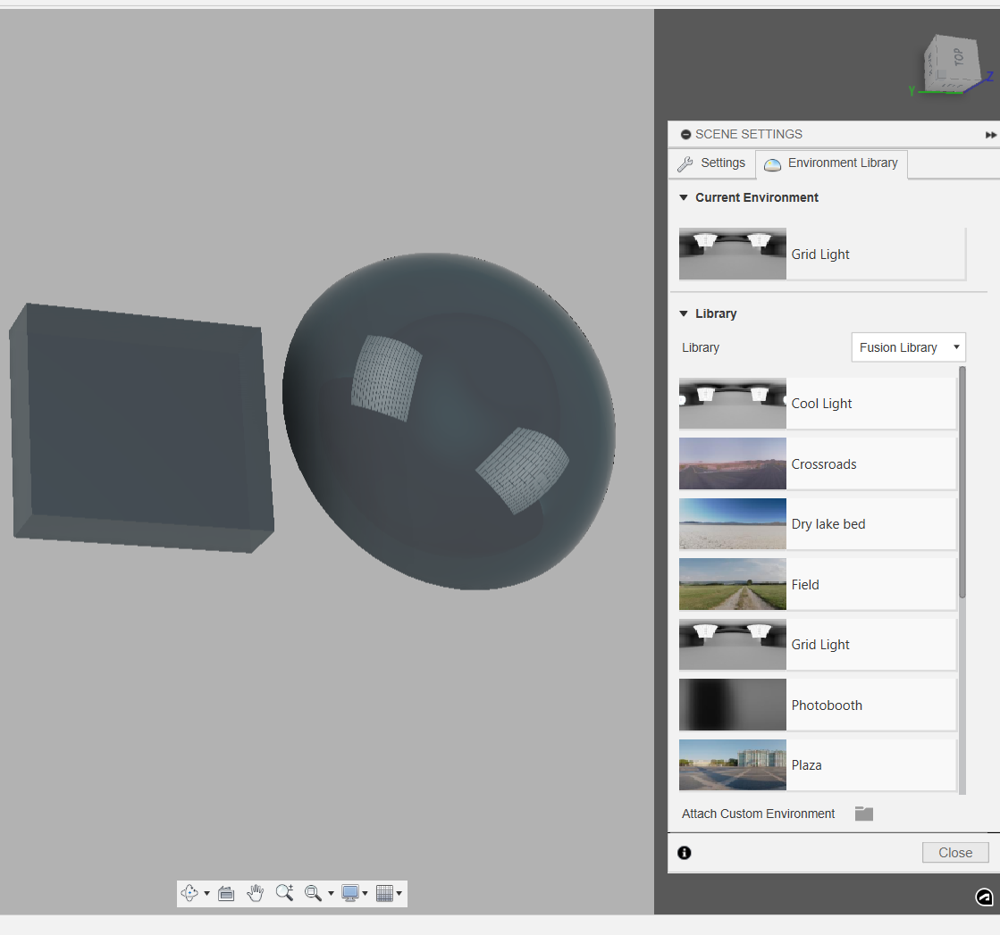 TOP
Z
Y
SCENE SETTINGS
Settings
Environment Library
Current Environment
Grid Light
Library
Library
Fusion Library
Cool Light
Crossroads
Dry lake bed
Field
Grid Light
Photobooth
Plaza
Attach Custom Environment
Close